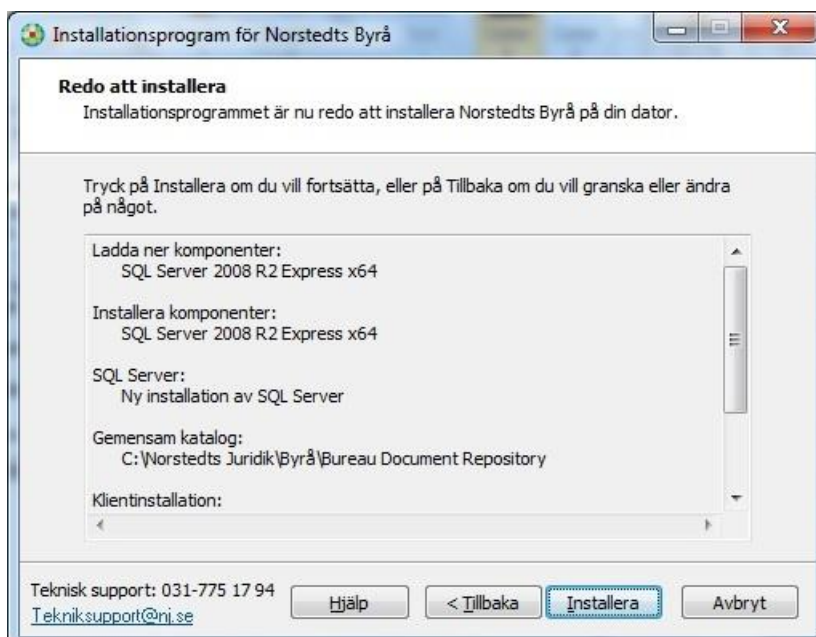 Installationsprogram för Norstedts Byrå
Redo att installera
Installationsprogrammet är nu redo att installera Norstedts Byrå på din dator.
Tryck på Installera om du vill fortsätta, eller på Tillbaka om du vill granska eller ändra
på något.
Ladda ner komponenter:
SQL Server 2008 R2 Express x64
Installera komponenter:
SQL Server 2008 R2 Express x64
SQL Server:
Ny installation av SQL Server
Gemensam katalog:
C:\Norstedts Juridik\Byrå\Bureau Document Repository
Klientinstallation:
Teknisk support: 031-775 17 94
Tekniksupport@nj.se
Hjälp
< Tillbaka
Installera
Avbryt